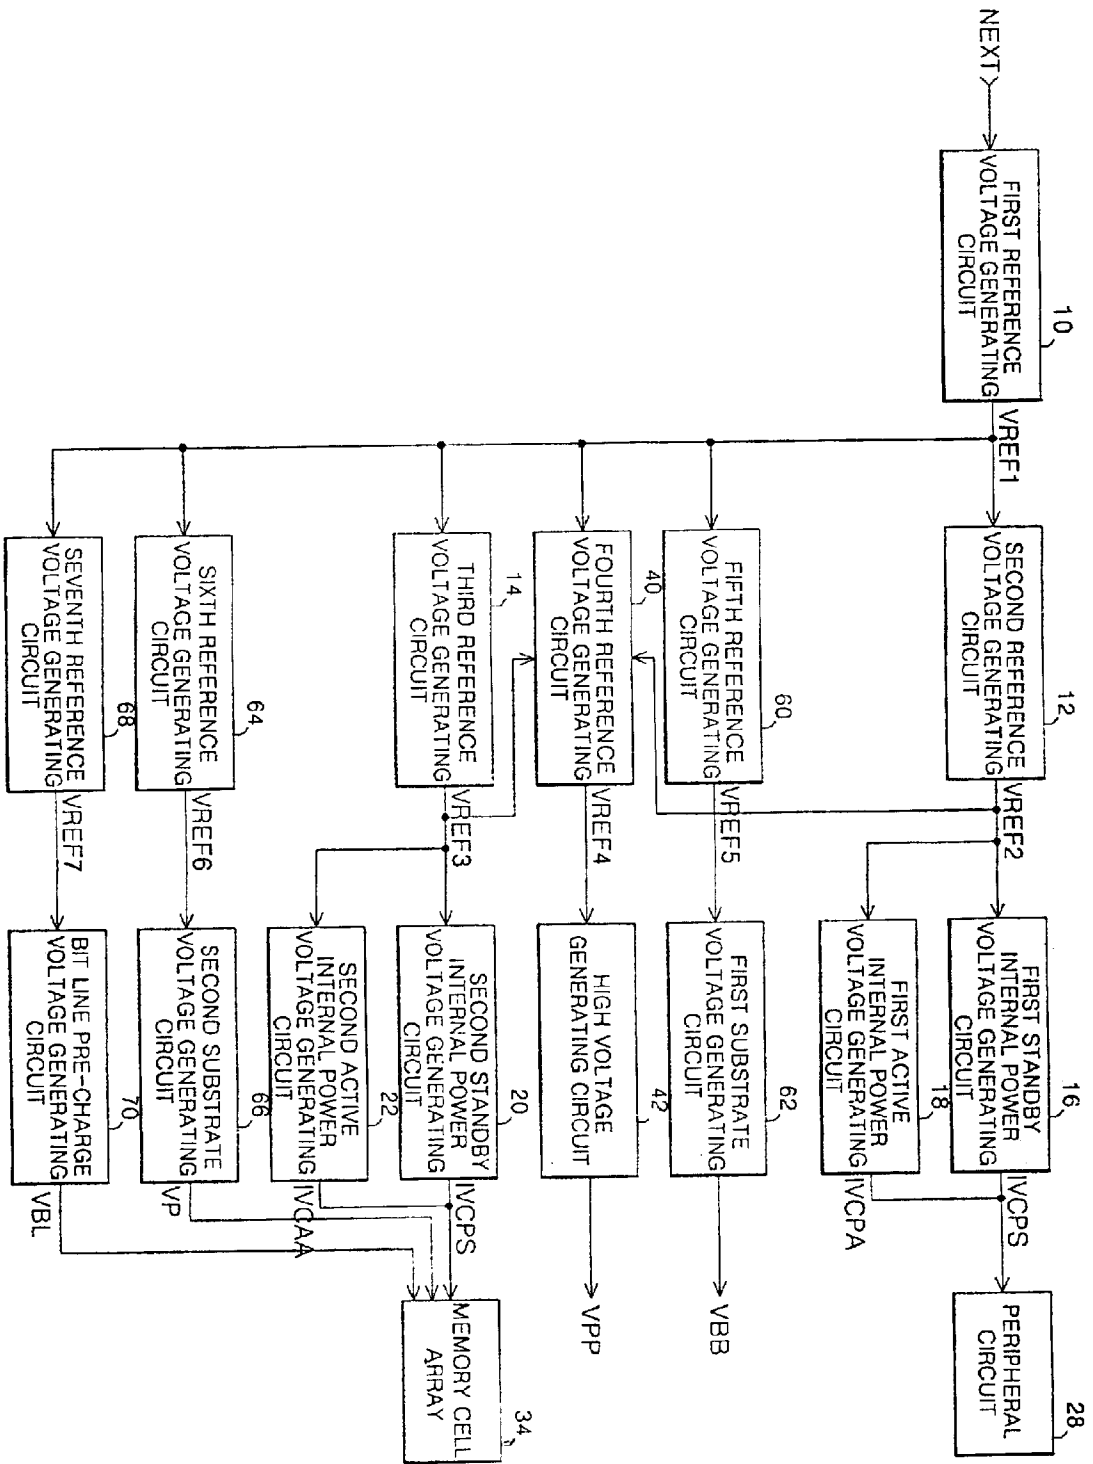 NEXT
10
FIRST REFERENCE
VOLTAGE GENERATING
CIRCUIT
VREF1
12
SECOND REFERENCE
VOLTAGE GENERATING
CIRCUIT
VREF2
16
FIRST STANDBY
INTERNAL POWER
VOLTAGE GENERATING
CIRCUIT
IVCPS
28
PERIPHERAL
CIRCUIT
18
FIRST ACTIVE
INTERNAL POWER
VOLTAGE GENERATING
CIRCUIT
IVCPA
60
FIFTH REFERENCE
VOLTAGE GENERATING
CIRCUIT
VREF5
62
FIRST SUBSTRATE
VOLTAGE GENERATING
CIRCUIT
VBB
40
FOURTH REFERENCE
VOLTAGE GENERATING
CIRCUIT
VREF4
42
HIGH VOLTAGE
GENERATING CIRCUIT
VPP
14
THIRD REFERENCE
VOLTAGE GENERATING
CIRCUIT
VREF3
20
SECOND STANDBY
INTERNAL POWER
VOLTAGE GENERATING
CIRCUIT
IVCPS
34
MEMORY CELL
ARRAY
22
SECOND ACTIVE
INTERNAL POWER
VOLTAGE GENERATING
CIRCUIT
IVCAA
64
SIXTH REFERENCE
VOLTAGE GENERATING
CIRCUIT
VREF6
66
SECOND SUBSTRATE
VOLTAGE GENERATING
CIRCUIT
VP
68
SEVENTH REFERENCE
VOLTAGE GENERATING
CIRCUIT
VREF7
70
BIT LINE PRE-CHARGE
VOLTAGE GENERATING
CIRCUIT
VBL